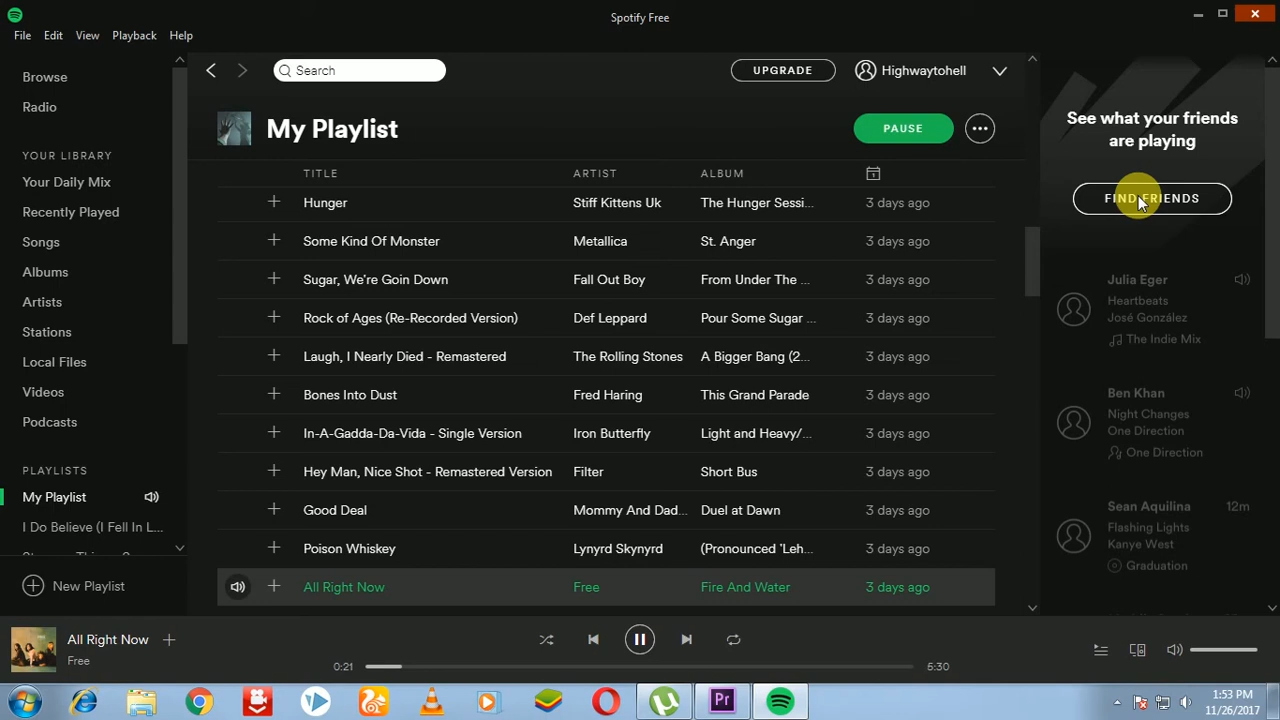 Spotify Free
File Edit View Playback Help
Browse
Radio
YOUR LIBRARY
Your Daily Mix
Recently Played
Songs
Albums
Artists
Stations
Local Files
Videos
Podcasts
PLAYLISTS
My Playlist
I Do Believe (I Fell In L...
New Playlist
Search
UPGRADE
Highwaytohell
My Playlist
PAUSE
TITLE ARTIST ALBUM
Hunger Stiff Kittens Uk The Hunger Sessi... 3 days ago
Some Kind Of Monster Metallica St. Anger 3 days ago
Sugar, We're Goin Down Fall Out Boy From Under The ... 3 days ago
Rock of Ages (Re-Recorded Version) Def Leppard Pour Some Sugar ... 3 days ago
Laugh, I Nearly Died - Remastered The Rolling Stones A Bigger Bang (2... 3 days ago
Bones Into Dust Fred Haring This Grand Parade 3 days ago
In-A-Gadda-Da-Vida - Single Version Iron Butterfly Light and Heavy/... 3 days ago
Hey Man, Nice Shot - Remastered Version Filter Short Bus 3 days ago
Good Deal Mommy And Dad... Duel at Dawn 3 days ago
Poison Whiskey Lynyrd Skynyrd (Pronounced 'Leh... 3 days ago
All Right Now Free Fire And Water 3 days ago
See what your friends
are playing
FIND FRIENDS
Julia Eger
Heartbeats
José González
The Indie Mix
Ben Khan
Night Changes
One Direction
One Direction
Sean Aquilina 12m
Flashing Lights
Kanye West
Graduation
All Right Now
Free
0:21 5:30
Pr
1:53 PM
11/26/2017